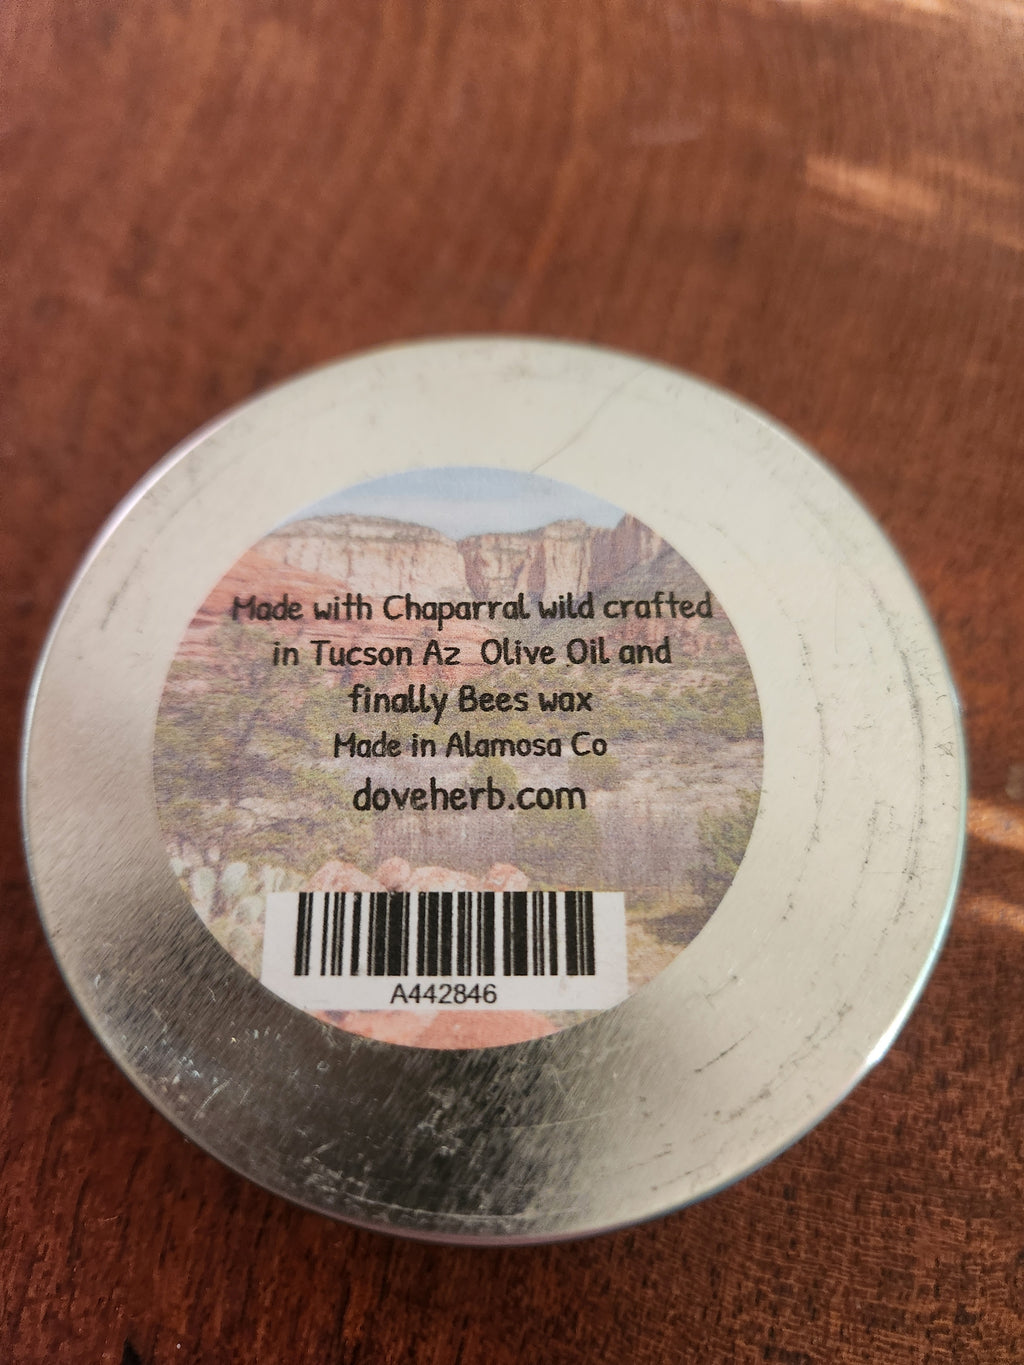 Made with Chaparral wild crafted
in Tucson Az Olive Oil and
finally Bees wax
Made in Alamosa Co
doveherb.com
A442846